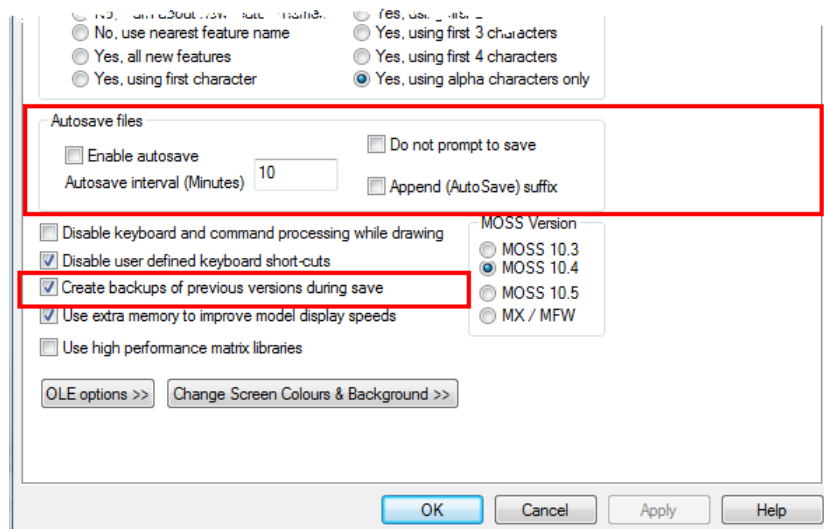 No, use nearest feature name
Yes, using first 3 characters
Yes, all new features
Yes, using first 4 characters
Yes, using first character
Yes, using alpha characters only
Autosave files
Enable autosave
Do not prompt to save
Autosave interval (Minutes) 10
Append (AutoSave) suffix
Disable keyboard and command processing while drawing
MOSS Version
MOSS 10.3
Disable user defined keyboard short-cuts
MOSS 10.4
Create backups of previous versions during save
MOSS 10.5
Use extra memory to improve model display speeds
MX / MFW
Use high performance matrix libraries
OLE options >> Change Screen Colours & Background >>
OK Cancel Apply Help